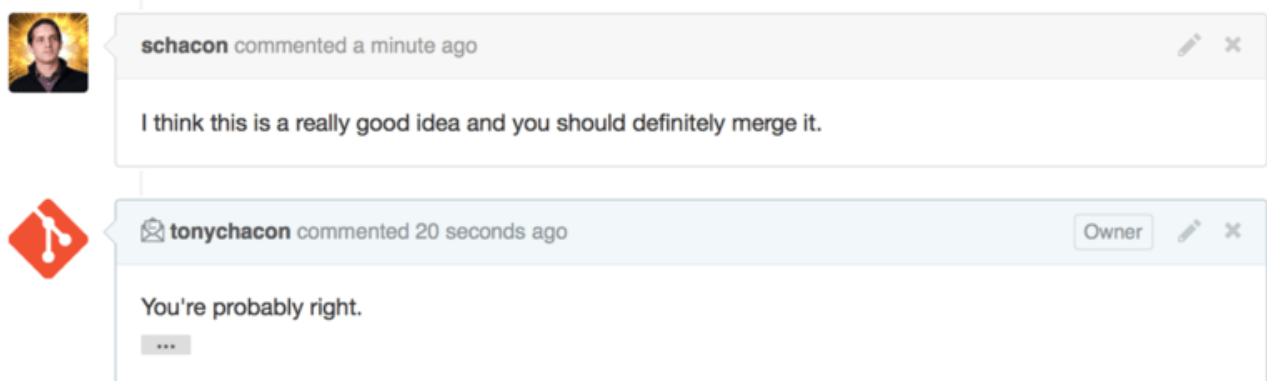 schacon commented a minute ago
I think this is a really good idea and you should definitely merge it.
tonychacon commented 20 seconds ago Owner
You're probably right.
...